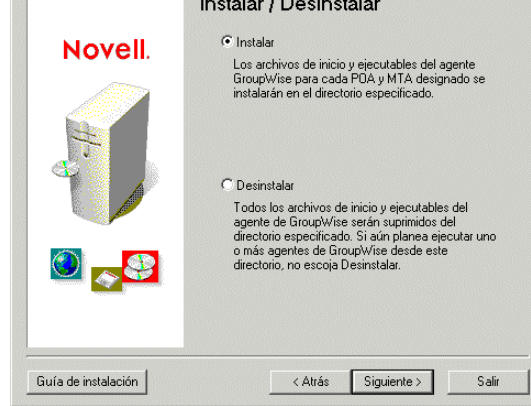 Instalar / Desinstalar
Novell.
Instalar
Los archivos de inicio y ejecutables del agente
GroupWise para cada POA y MTA designado se
instalarán en el directorio especificado.
Desinstalar
Todos los archivos de inicio y ejecutables del
agente de GroupWise serán suprimidos del
directorio especificado. Si aún planea ejecutar uno
o más agentes de GroupWise desde este
directorio, no escoja Desinstalar.
Guía de instalación
< Atrás
Siguiente >
Salir